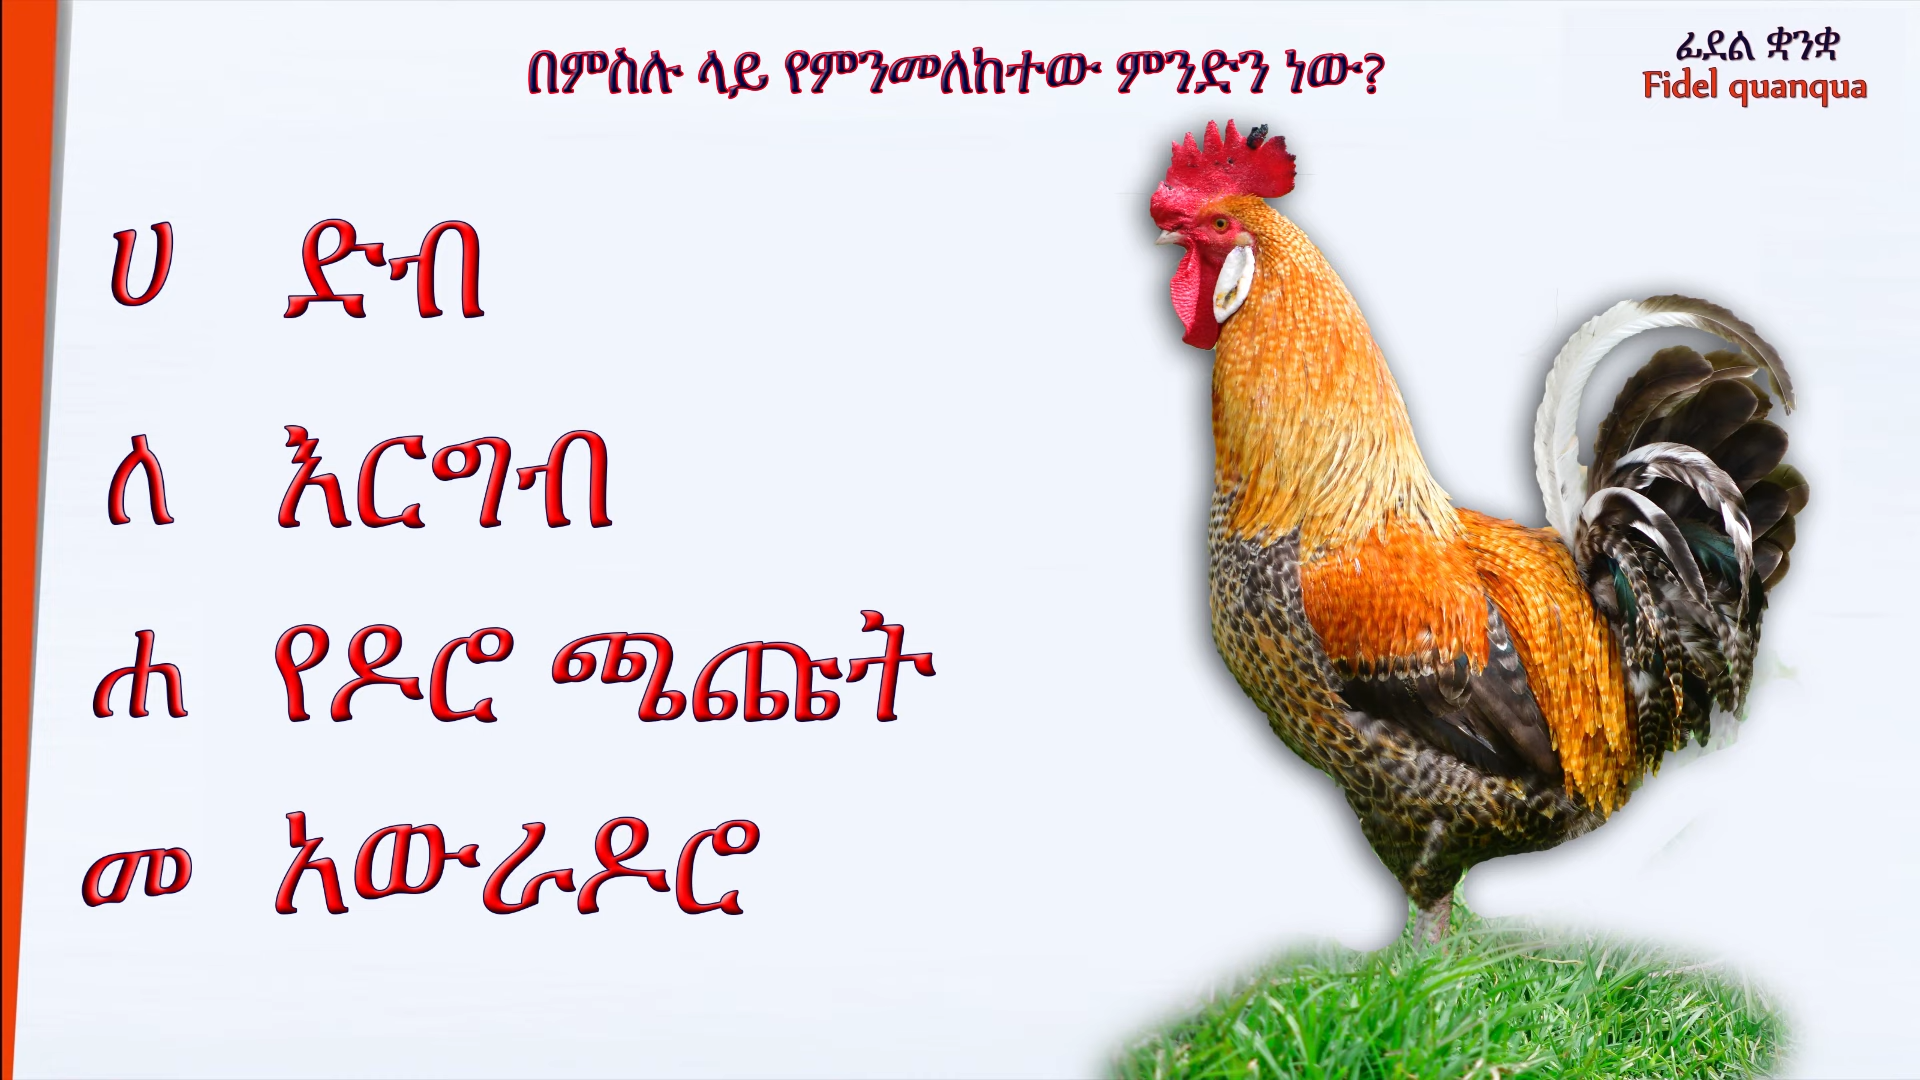 በምስሉ ላይ የምንመለከተው ምንድን ነው?
ፊደል ቋንቋ
Fidel quanqua
ሀ ድብ
ለ እርግብ
ሐ የዶሮ ጫጩት
መ አውራዶሮ